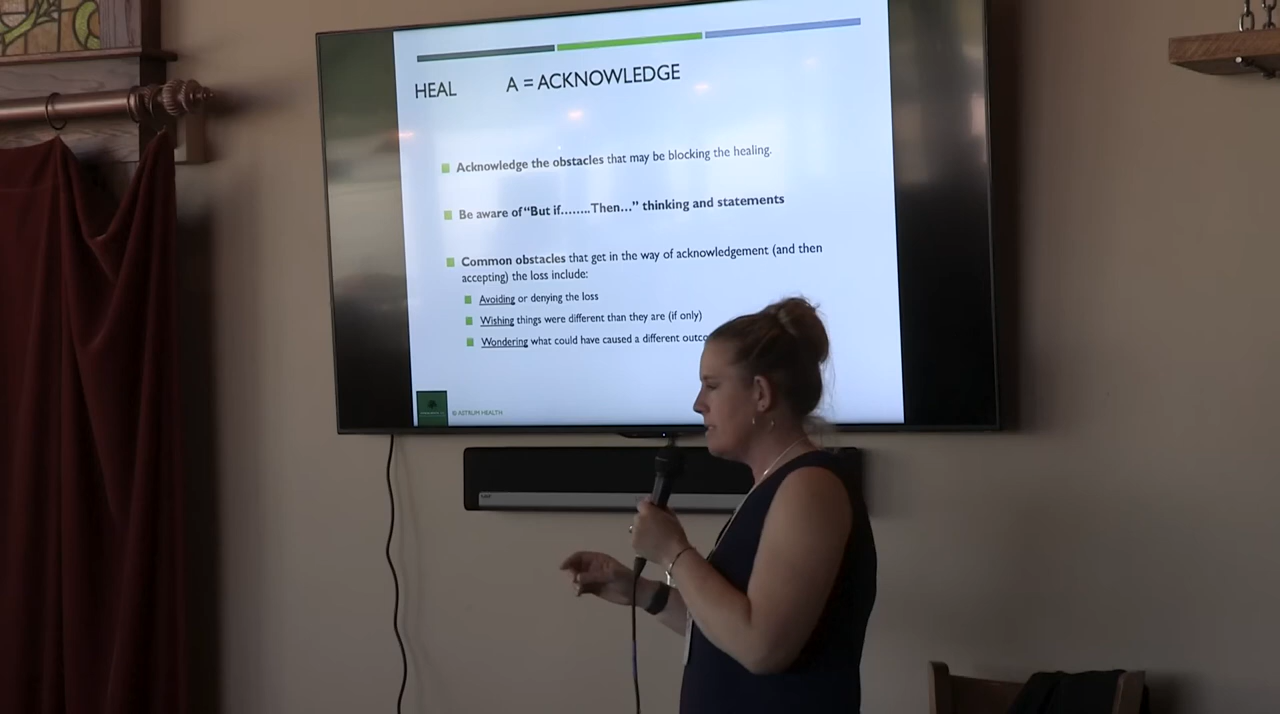 HEAL A = ACKNOWLEDGE
Acknowledge the obstacles that may be blocking the healing.
Be aware of "But if........Then..." thinking and statements
Common obstacles that get in the way of acknowledgement (and then
accepting) the loss include:
Avoiding or denying the loss
Wishing things were different than they are (if only)
Wondering what could have caused a different
© ASTRUM HEALTH